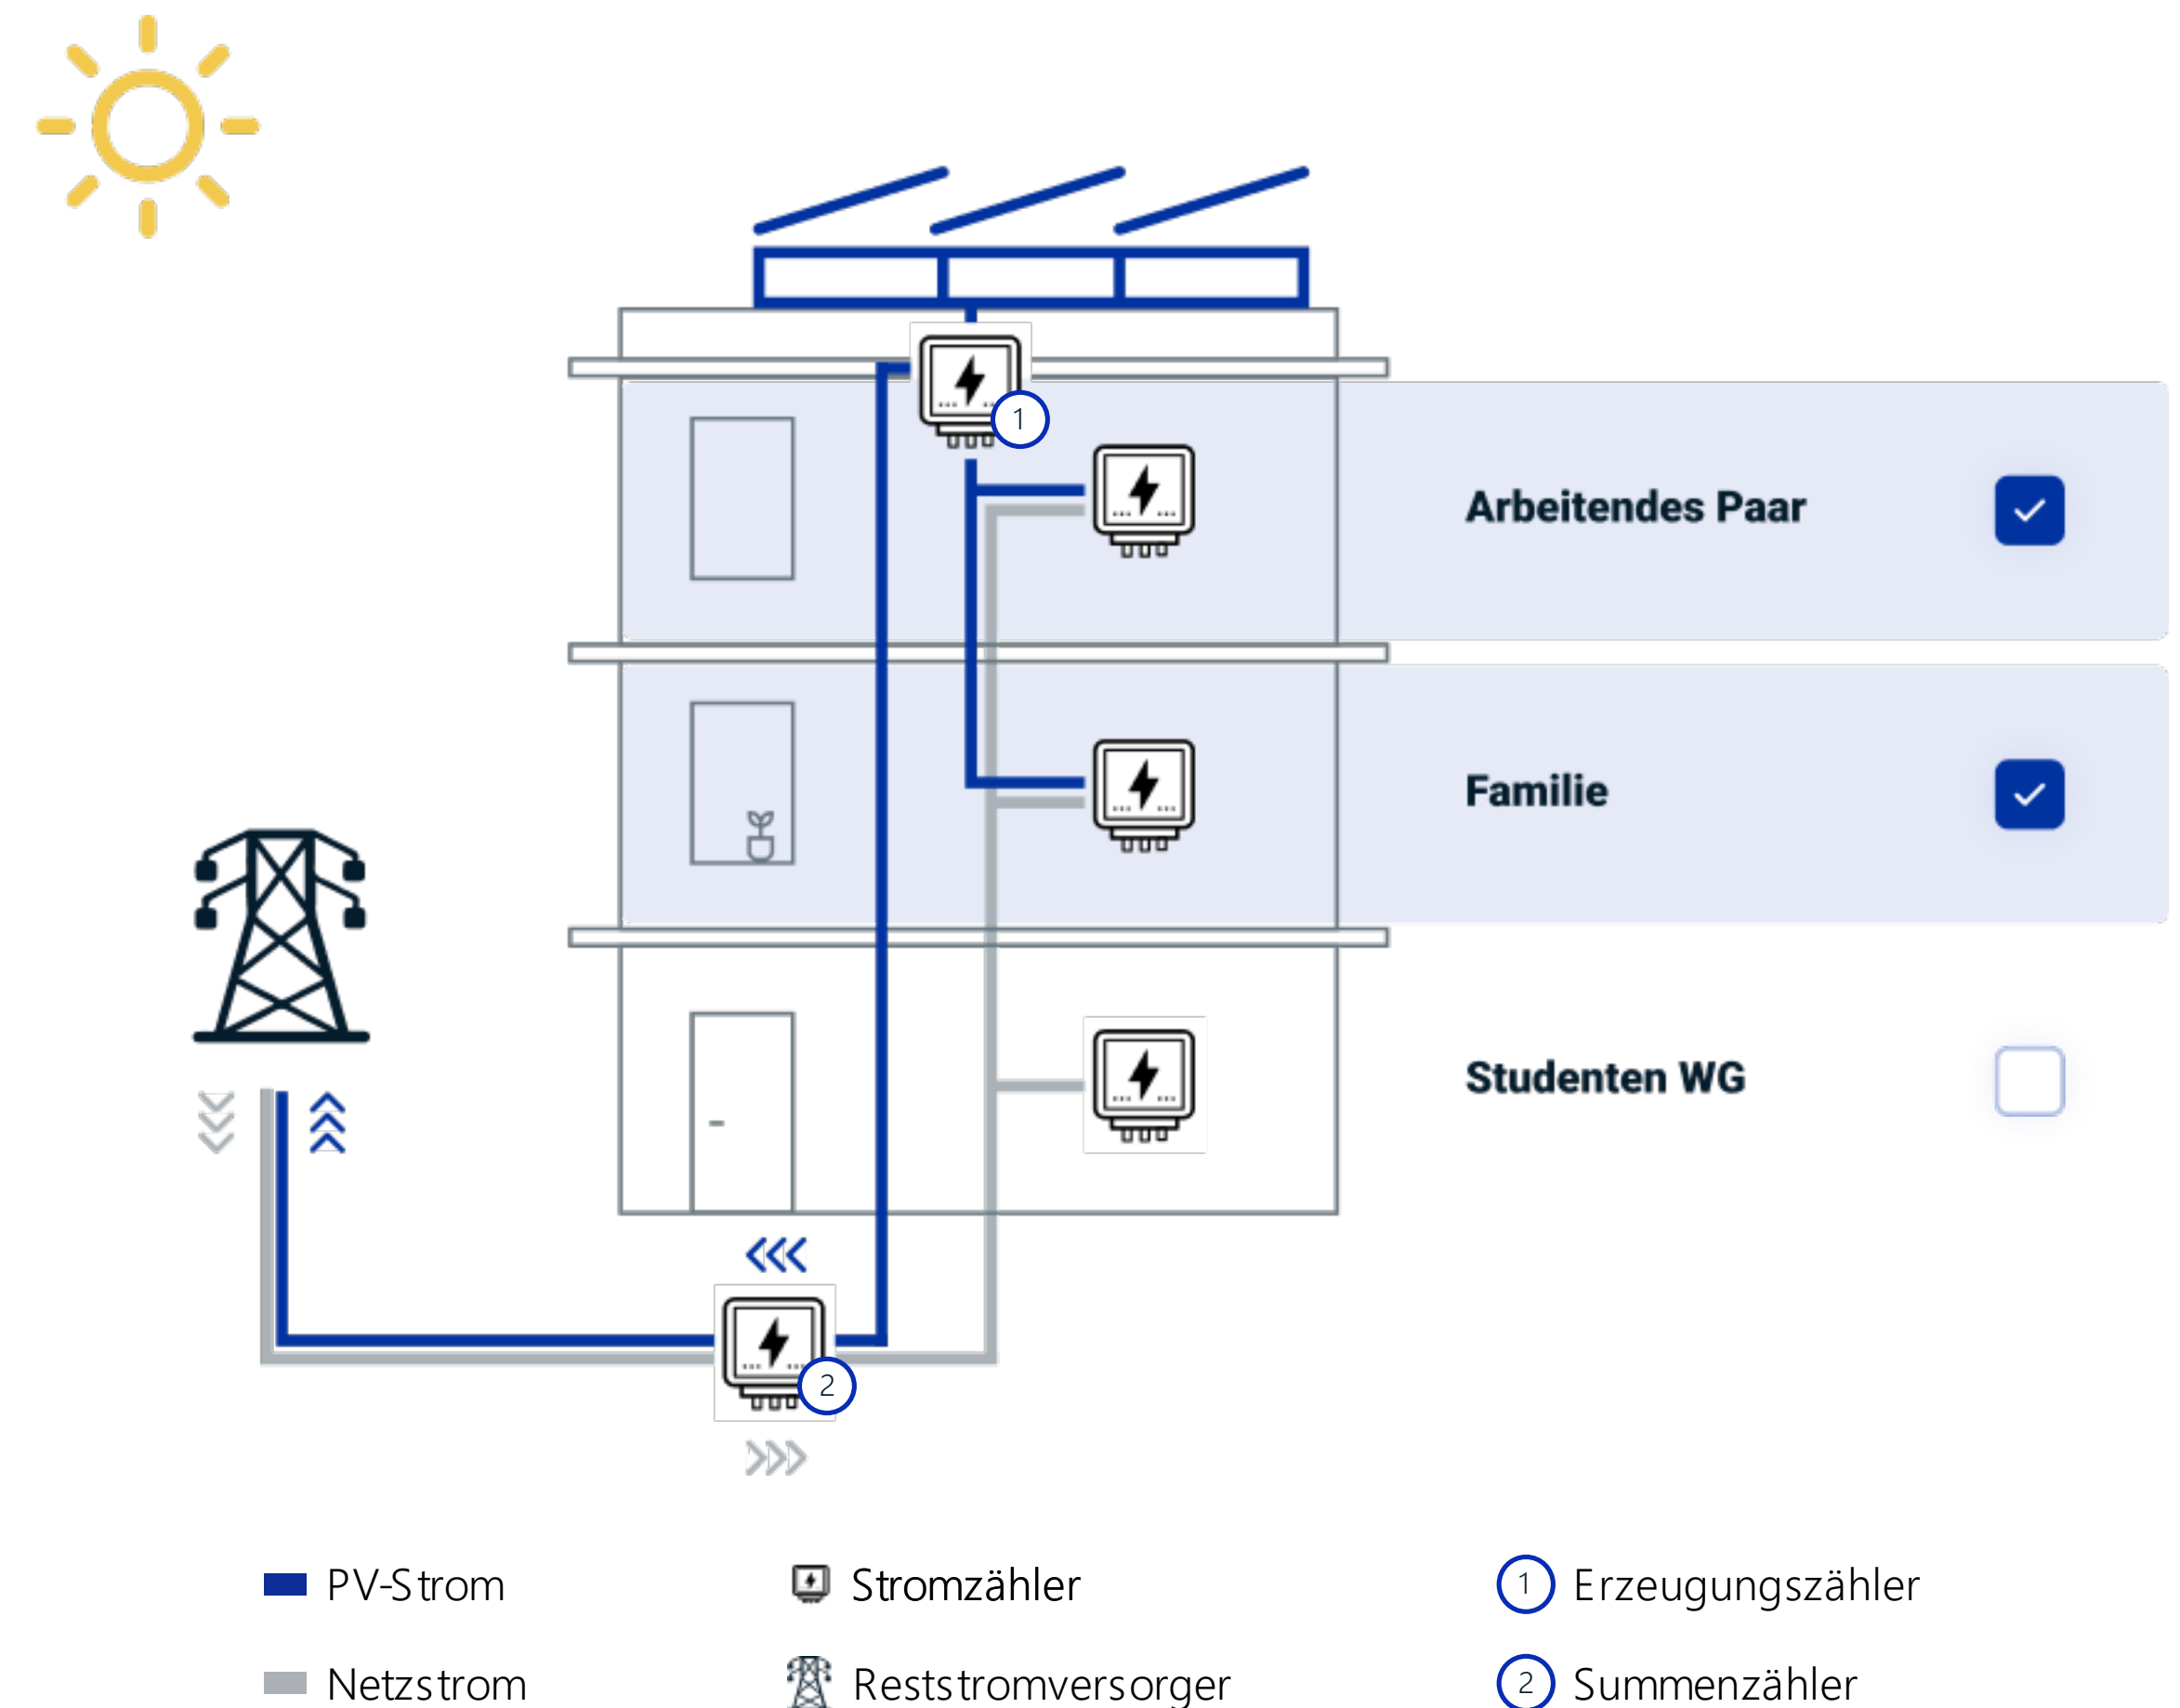 1
Arbeitendes Paar
Familie
Studenten WG
2
PV-Strom
Stromzähler
1 Erzeugungszähler
Netzstrom
Reststromversorger
2 Summenzähler